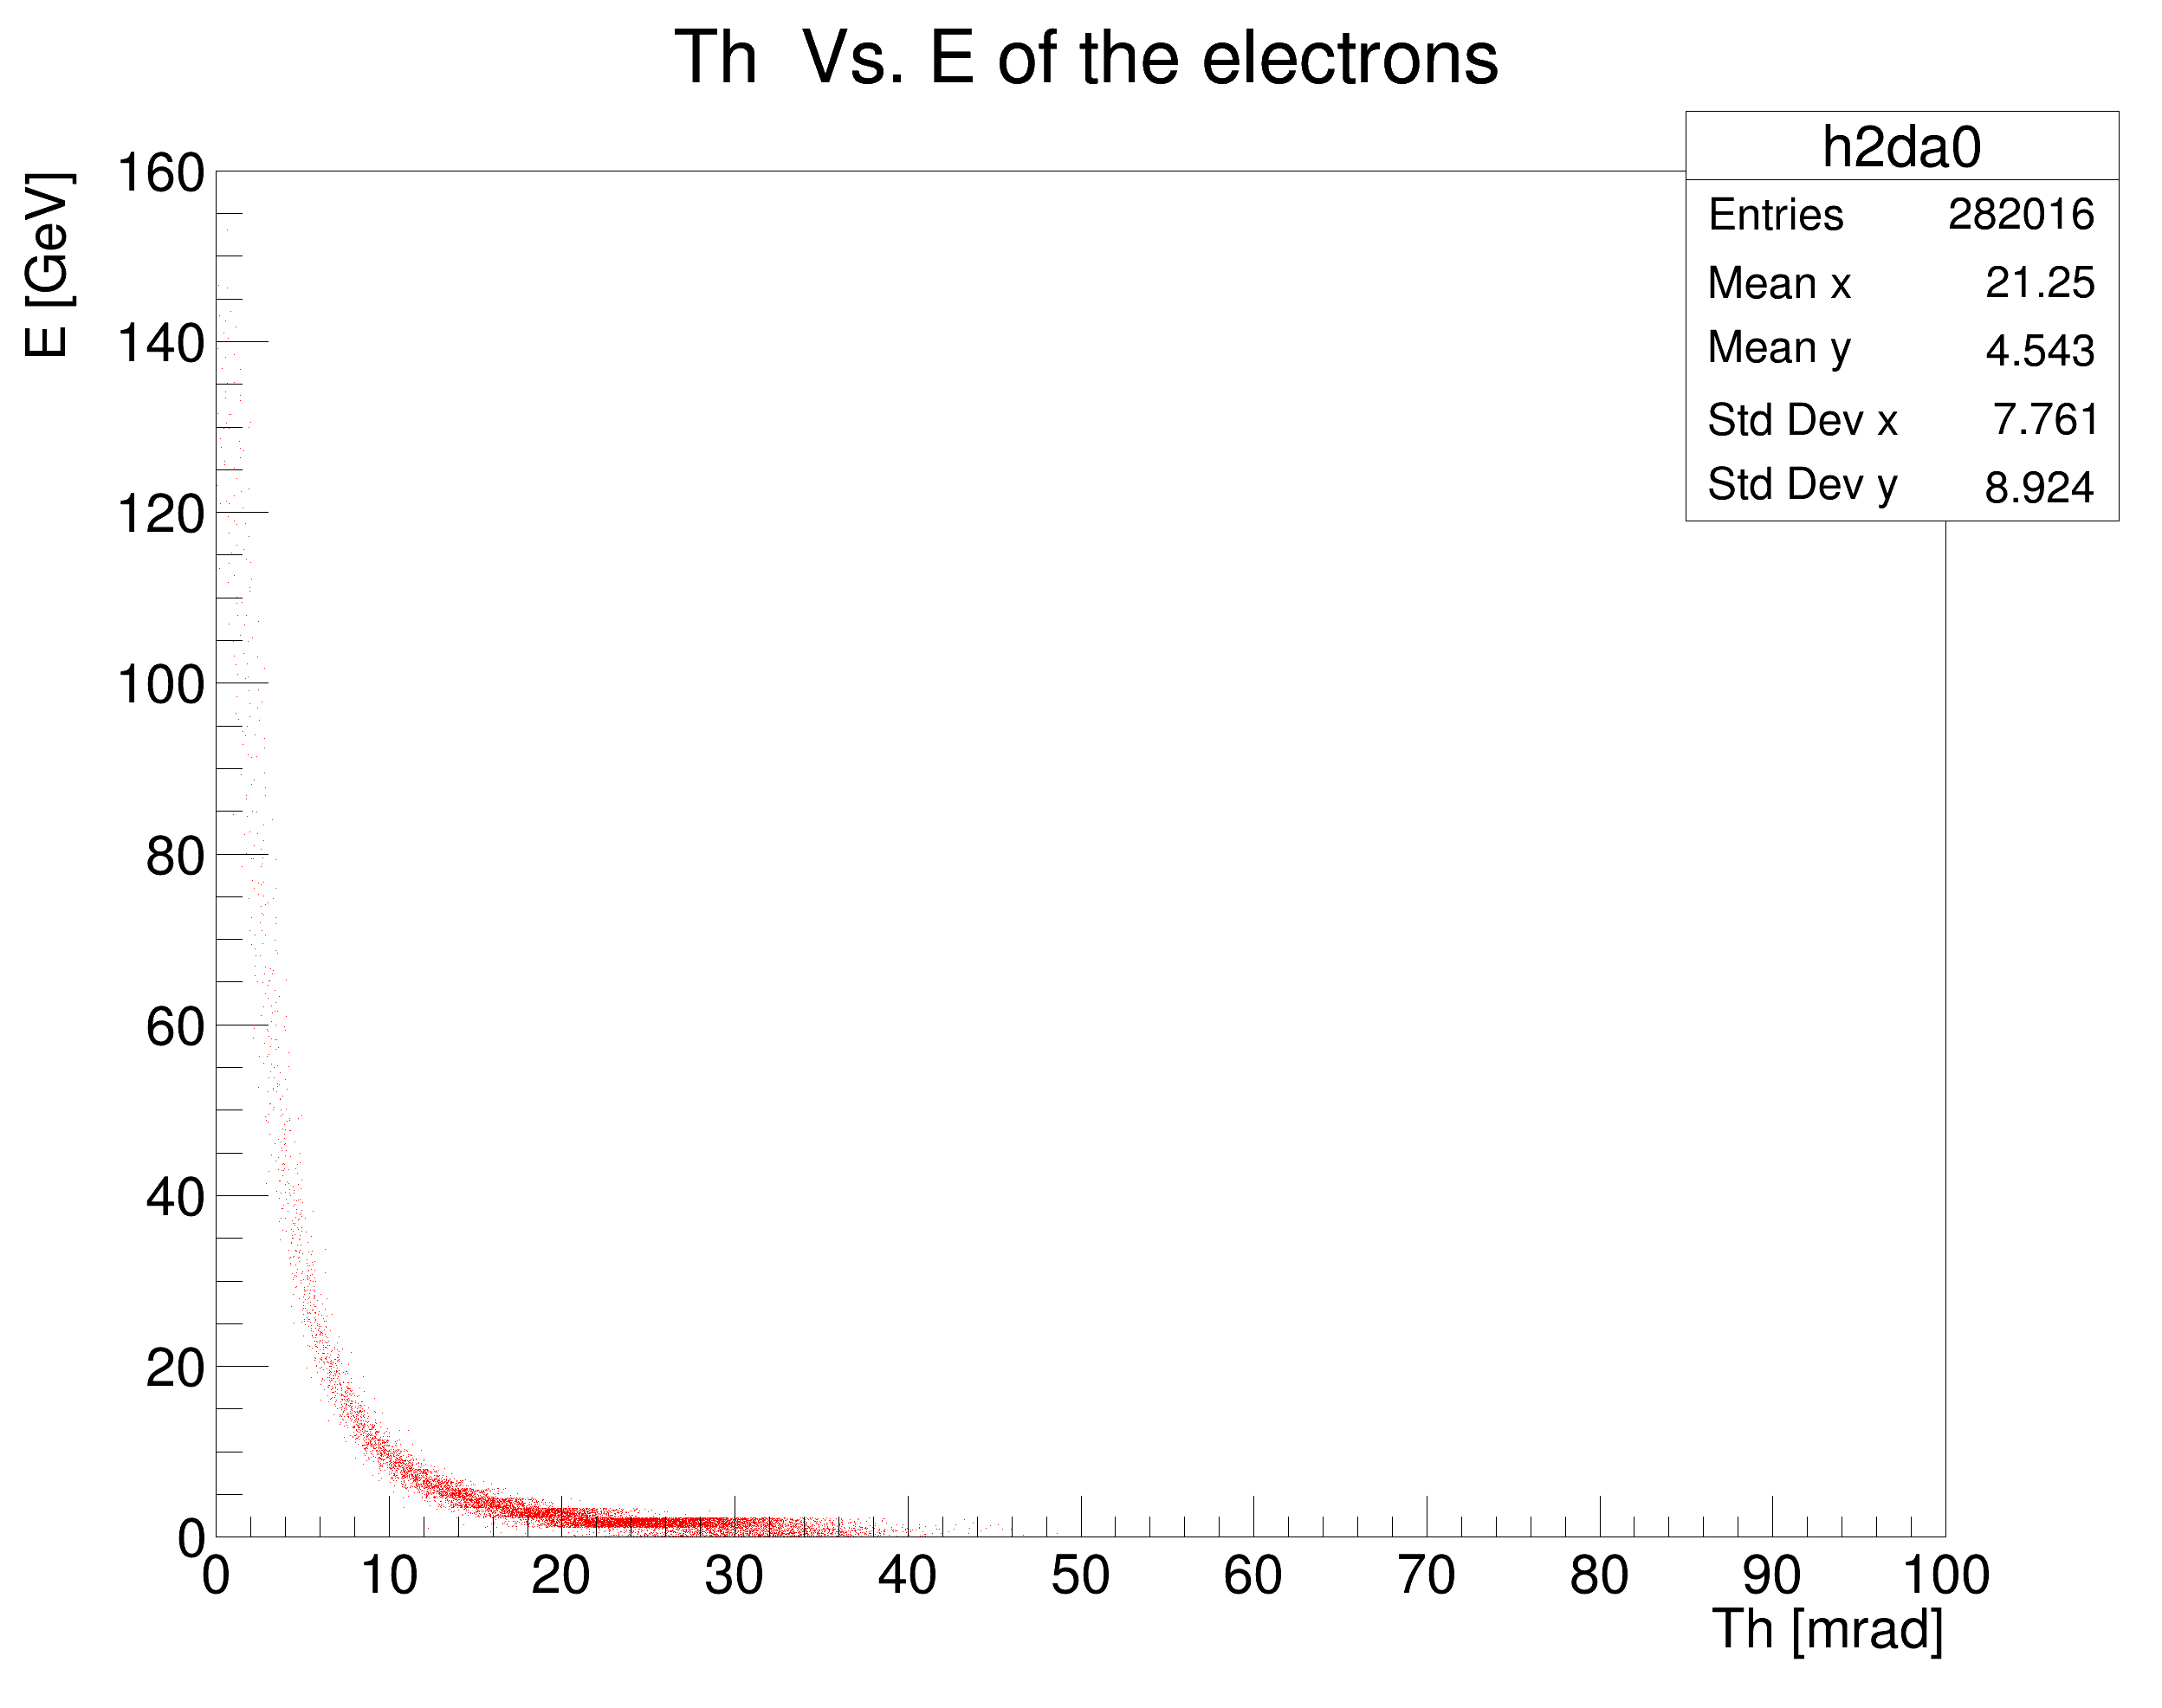 Th Vs. E of the electrons
h2da0
Entries 282016
Mean x 21.25
Mean y 4.543
Std Dev x 7.761
Std Dev y 8.924
E [GeV]
160
140
120
100
80
60
40
20
0
0 10 20 30 40 50 60 70 80 90 100
Th [mrad]